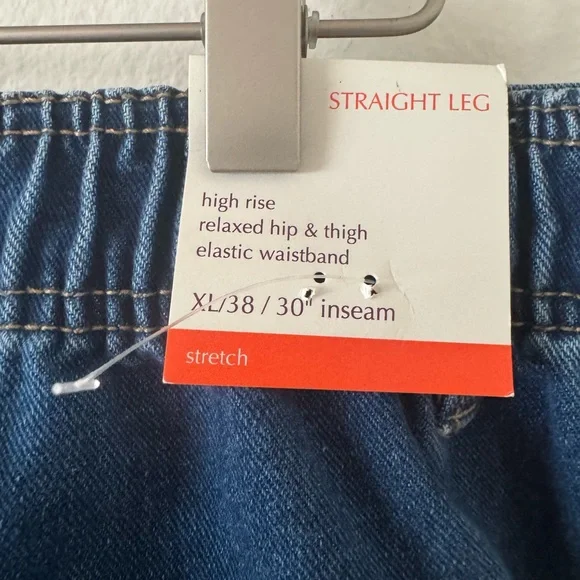 STRAIGHT LEG
high rise
relaxed hip & thigh
elastic waistband
XL/38 / 30" inseam
stretch